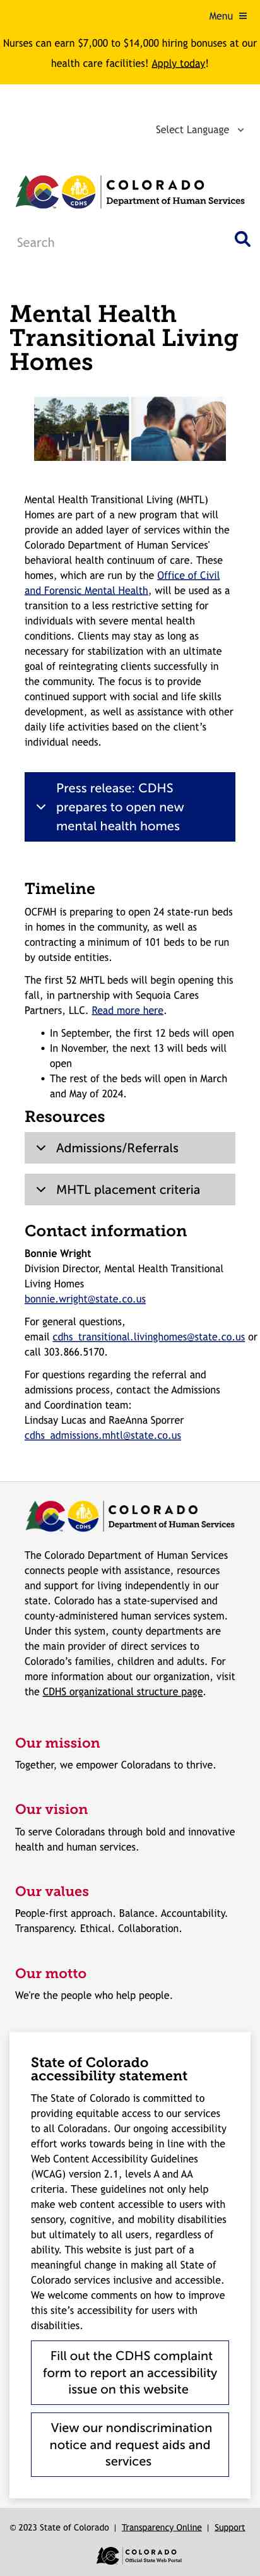 Menu
Nurses can earn $7,000 to $14,000 hiring bonuses at our
health care facilities! Apply today!
Select Language
CDHS
COLORADO
Department of Human Services
Search
Mental Health
Transitional Living
Homes
Mental Health Transitional Living (MHTL)
Homes are part of a new program that will
provide an added layer of services within the
Colorado Department of Human Services'
behavioral health continuum of care. These
homes, which are run by the Office of Civil
and Forensic Mental Health, will be used as a
transition to a less restrictive setting for
individuals with severe mental health
conditions. Clients may stay as long as
necessary for stabilization with an ultimate
goal of reintegrating clients successfully in
the community. The focus is to provide
continued support with social and life skills
development, as well as assistance with other
daily life activities based on the client's
individual needs.
Press release: CDHS
prepares to open new
mental health homes
Timeline
OCFMH is preparing to open 24 state-run beds
in homes in the community, as well as
contracting a minimum of 101 beds to be run
by outside entities.
The first 52 MHTL beds will begin opening this
fall, in partnership with Sequoia Cares
Partners, LLC. Read more here.
• In September, the first 12 beds will open
• In November, the next 13 will beds will
open
• The rest of the beds will open in March
and May of 2024.
Resources
Admissions/Referrals
MHTL placement criteria
Contact information
Bonnie Wright
Division Director, Mental Health Transitional
Living Homes
bonnie.wright@state.co.us
For general questions,
email cdhs_transitional.livinghomes@state.co.us or
call 303.866.5170.
For questions regarding the referral and
admissions process, contact the Admissions
and Coordination team:
Lindsay Lucas and RaeAnna Sporrer
cdhs_admissions.mhtl@state.co.us
CDHS
COLORADO
Department of Human Services
The Colorado Department of Human Services
connects people with assistance, resources
and support for living independently in our
state. Colorado has a state-supervised and
county-administered human services system.
Under this system, county departments are
the main provider of direct services to
Colorado's families, children and adults. For
more information about our organization, visit
the CDHS organizational structure page.
Our mission
Together, we empower Coloradans to thrive.
Our vision
To serve Coloradans through bold and innovative
health and human services.
Our values
People-first approach. Balance. Accountability.
Transparency. Ethical. Collaboration.
Our motto
We're the people who help people.
State of Colorado
accessibility statement
The State of Colorado is committed to
providing equitable access to our services
to all Coloradans. Our ongoing accessibility
effort works towards being in line with the
Web Content Accessibility Guidelines
(WCAG) version 2.1, levels A and AA
criteria. These guidelines not only help
make web content accessible to users with
sensory, cognitive, and mobility disabilities
but ultimately to all users, regardless of
ability. This website is just part of a
meaningful change in making all State of
Colorado services inclusive and accessible.
We welcome comments on how to improve
this site's accessibility for users with
disabilities.
Fill out the CDHS complaint
form to report an accessibility
issue on this website
View our nondiscrimination
notice and request aids and
services
© 2023 State of Colorado | Transparency Online | Support
COLORADO
Official State Web Portal